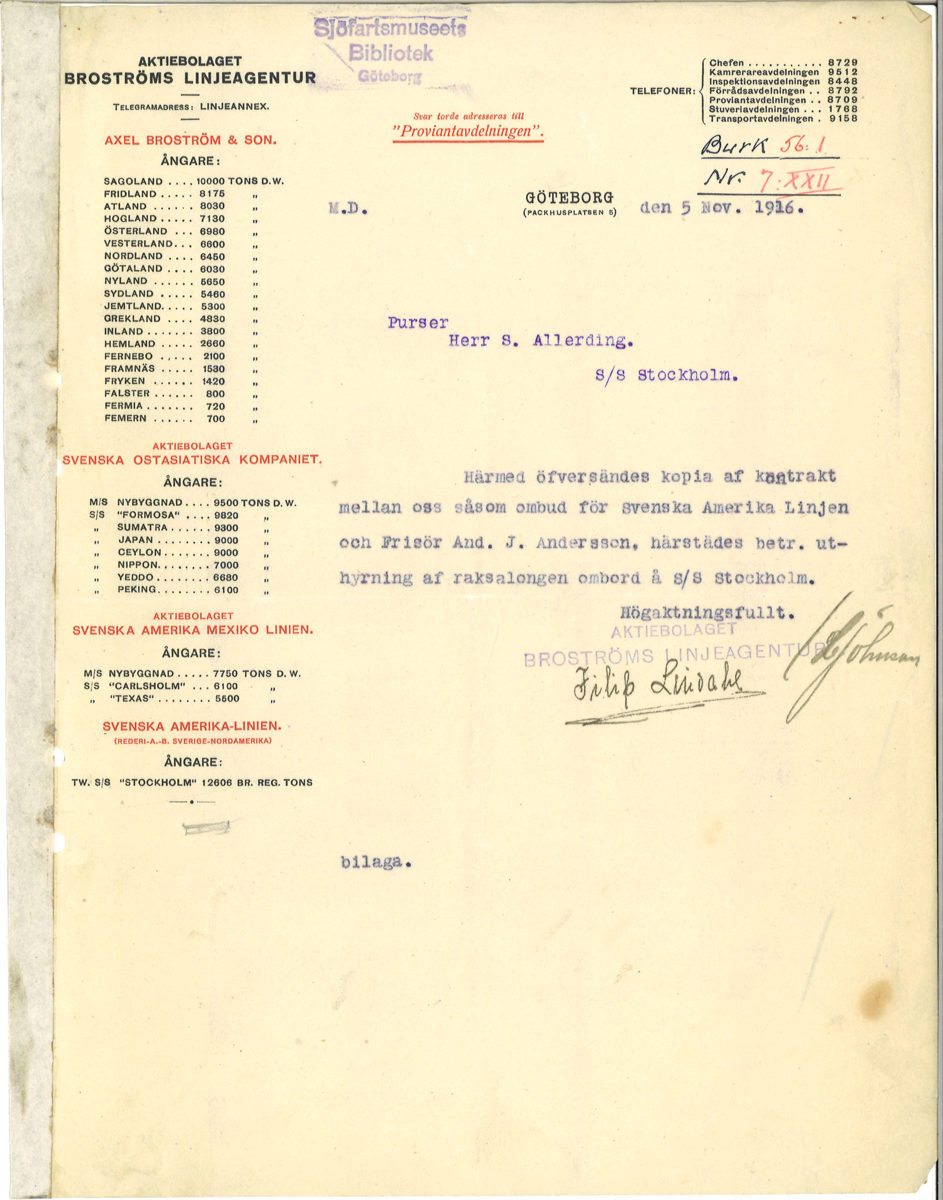 Sjöfartsmuseets
Bibliotek
Göteborg
AKTIEBOLAGET
BROSTRÖMS LINJEAGENTUR
TELEGRAMADRESS: LINJEANNEX.
AXEL BROSTRÖM & SON.
ÅNGARE:
SAGOLAND .... 10000 TONS D.W.
FRIDLAND ..... 8175 „
ATLAND ...... 8030 „
HOGLAND ..... 7130 „
ÖSTERLAND ... 6980 „
VESTERLAND... 6600 „
NORDLAND .... 6450 „
GÖTALAND .... 6030 „
NYLAND ...... 5650 „
SYDLAND ..... 5460 „
JEMTLAND..... 5300 „
GREKLAND .... 4830 „
INLAND ....... 3800 „
HEMLAND ..... 2660 „
FERNEBO ..... 2100 „
FRAMNÄS ..... 1530 „
FRYKEN ...... 1420 „
FALSTER ...... 800 „
FERMIA ....... 720 „
FEMERN ...... 700 „
AKTIEBOLAGET
SVENSKA OSTASIATISKA KOMPANIET.
ÅNGARE:
M/S NYBYGGNAD .... 9500 TONS D.W.
S/S "FORMOSA" .... 9820 „
„ SUMATRA ....... 9300 „
„ JAPAN ......... 9000 „
„ CEYLON ........ 9000 „
„ NIPPON......... 7000 „
„ YEDDO ......... 6680 „
„ PEKING......... 6100 „
AKTIEBOLAGET
SVENSKA AMERIKA MEXIKO LINIEN.
ÅNGARE:
M/S NYBYGGNAD ..... 7750 TONS D.W.
S/S "CARLSHOLM" ... 6100 „
„ "TEXAS" ........ 5500 „
SVENSKA AMERIKA-LINIEN.
(REDERI-A.-B. SVERIGE-NORDAMERIKA)
ÅNGARE:
TW. S/S "STOCKHOLM" 12606 BR. REG. TONS
Svar torde adresseras till
"Proviantavdelningen".
TELEFONER:
Chefen ........... 8729
Kamrerareavdelningen 9512
Inspektionsavdelningen 8448
Förrådsavdelningen .. 8792
Proviantavdelningen .. 8709
Stuveriavdelningen ... 1768
Transportavdelningen . 9158
Burk 56:1
Nr. 7:XXII
M.D.
GÖTEBORG
(PACKHUSPLATSEN 5)
den 5 Nov. 1916.
Purser
Herr S. Allerding.
S/S Stockholm.
Härmed öfversändes kopia af kontrakt
mellan oss såsom ombud för Svenska Amerika Linjen
och Frisör And. J. Andersson, härstädes betr. ut-
hyrning af raksalongen ombord å S/S Stockholm.
Högaktningsfullt.
AKTIEBOLAGET
BROSTRÖMS LINJEAGENTUR
Filip Lindahl
bilaga.